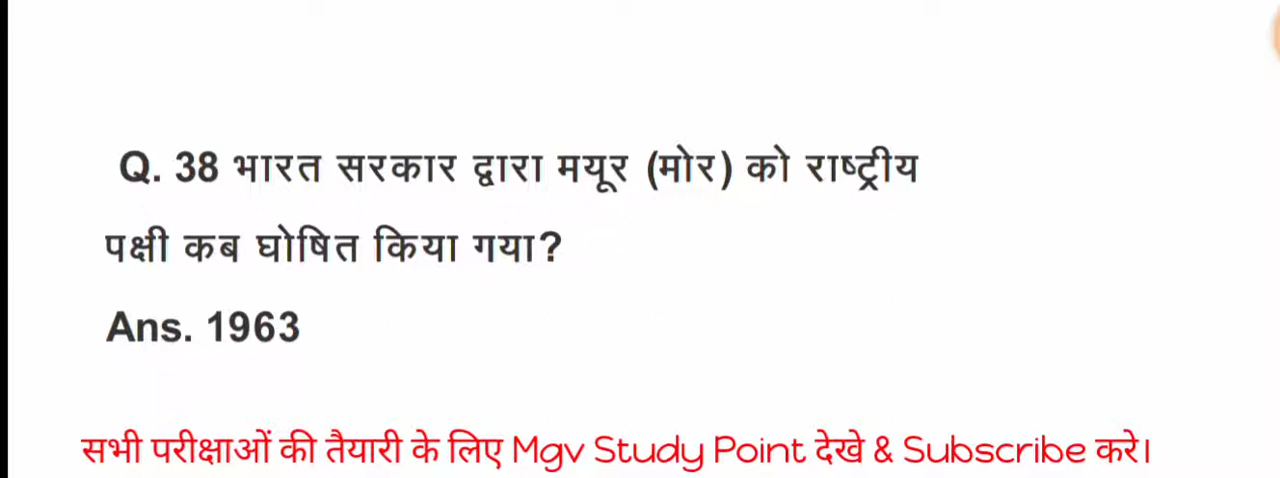 Q. 38 भारत सरकार द्वारा मयूर (मोर) को राष्ट्रीय
पक्षी कब घोषित किया गया?
Ans. 1963
सभी परीक्षाओं की तैयारी के लिए Mgv Study Point देखे & Subscribe करे।